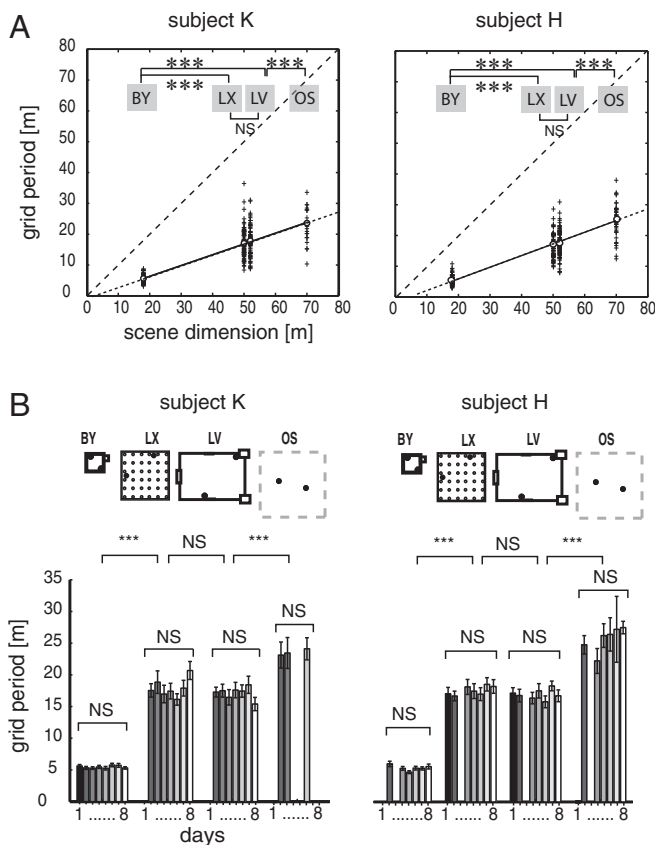 A
subject K
subject H
grid period [m]
80
70
60
50
40
30
20
10
0
*** ***
***
BY LX LV OS
NS
0 10 20 30 40 50 60 70 80
scene dimension [m]
*** ***
***
BY LX LV OS
NS
0 10 20 30 40 50 60 70 80
B
subject K
subject H
BY LX LV OS
BY LX LV OS
*** NS ***
*** NS ***
grid period [m]
35
30
25
20
15
10
5
0
NS NS NS NS
1 ...... 8 1 ...... 8 1 ...... 8 1 ...... 8
days
NS NS NS NS
1 ...... 8 1 ...... 8 1 ...... 8 1 ...... 8